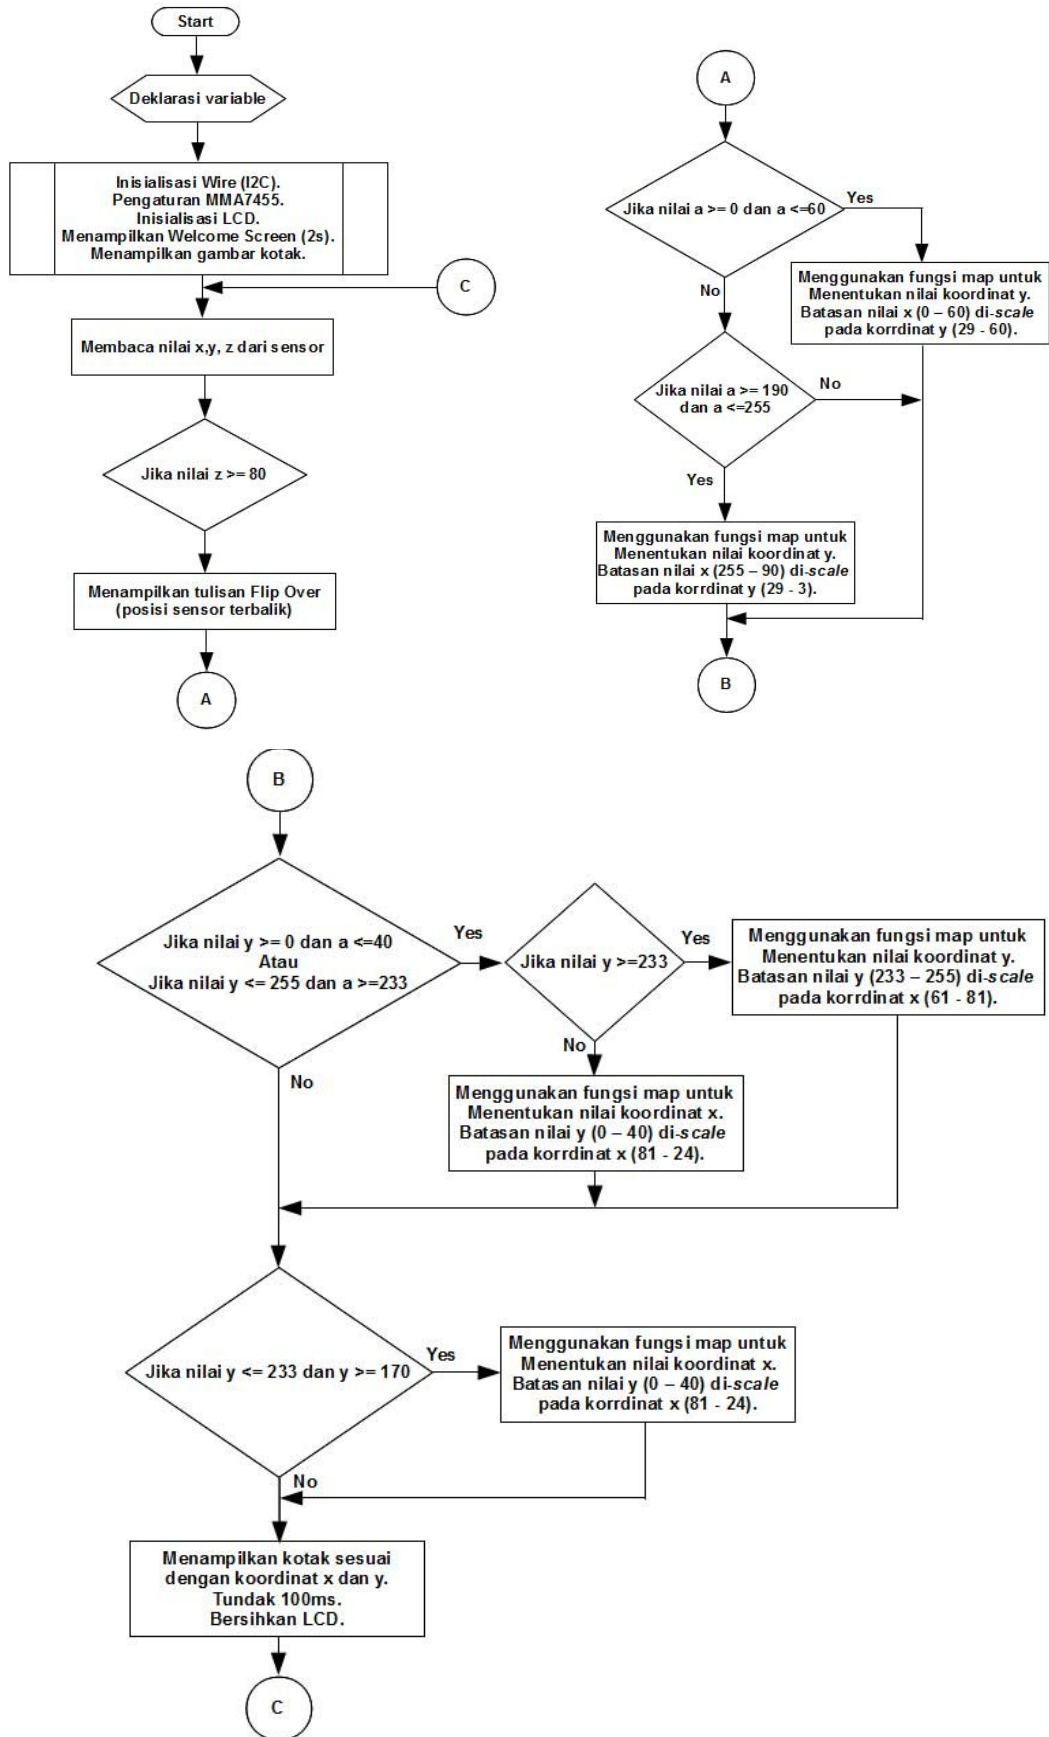 Start
Deklarasi variable
Inisialisasi Wire (I2C).
Pengaturan MMA7455.
Inisialisasi LCD.
Menampilkan Welcome Screen (2s).
Menampilkan gambar kotak.
C
Membaca nilai x,y, z dari sensor
Jika nilai z >= 80
Menampilkan tulisan Flip Over
(posisi sensor terbalik)
A
A
Jika nilai a >= 0 dan a <=60
Yes
No
Menggunakan fungsi map untuk
Menentukan nilai koordinat y.
Batasan nilai x (0 – 60) di-scale
pada korrdinat y (29 - 60).
Jika nilai a >= 190
dan a <=255
No
Yes
Menggunakan fungsi map untuk
Menentukan nilai koordinat y.
Batasan nilai x (255 – 90) di-scale
pada korrdinat y (29 - 3).
B
B
Jika nilai y >= 0 dan a <=40
Atau
Jika nilai y <= 255 dan a >=233
Yes
No
Jika nilai y >=233
Yes
No
Menggunakan fungsi map untuk
Menentukan nilai koordinat y.
Batasan nilai y (233 – 255) di-scale
pada korrdinat x (61 - 81).
Menggunakan fungsi map untuk
Menentukan nilai koordinat x.
Batasan nilai y (0 – 40) di-scale
pada korrdinat x (81 - 24).
Jika nilai y <= 233 dan y >= 170
Yes
No
Menggunakan fungsi map untuk
Menentukan nilai koordinat x.
Batasan nilai y (0 – 40) di-scale
pada korrdinat x (81 - 24).
Menampilkan kotak sesuai
dengan koordinat x dan y.
Tundak 100ms.
Bersihkan LCD.
C